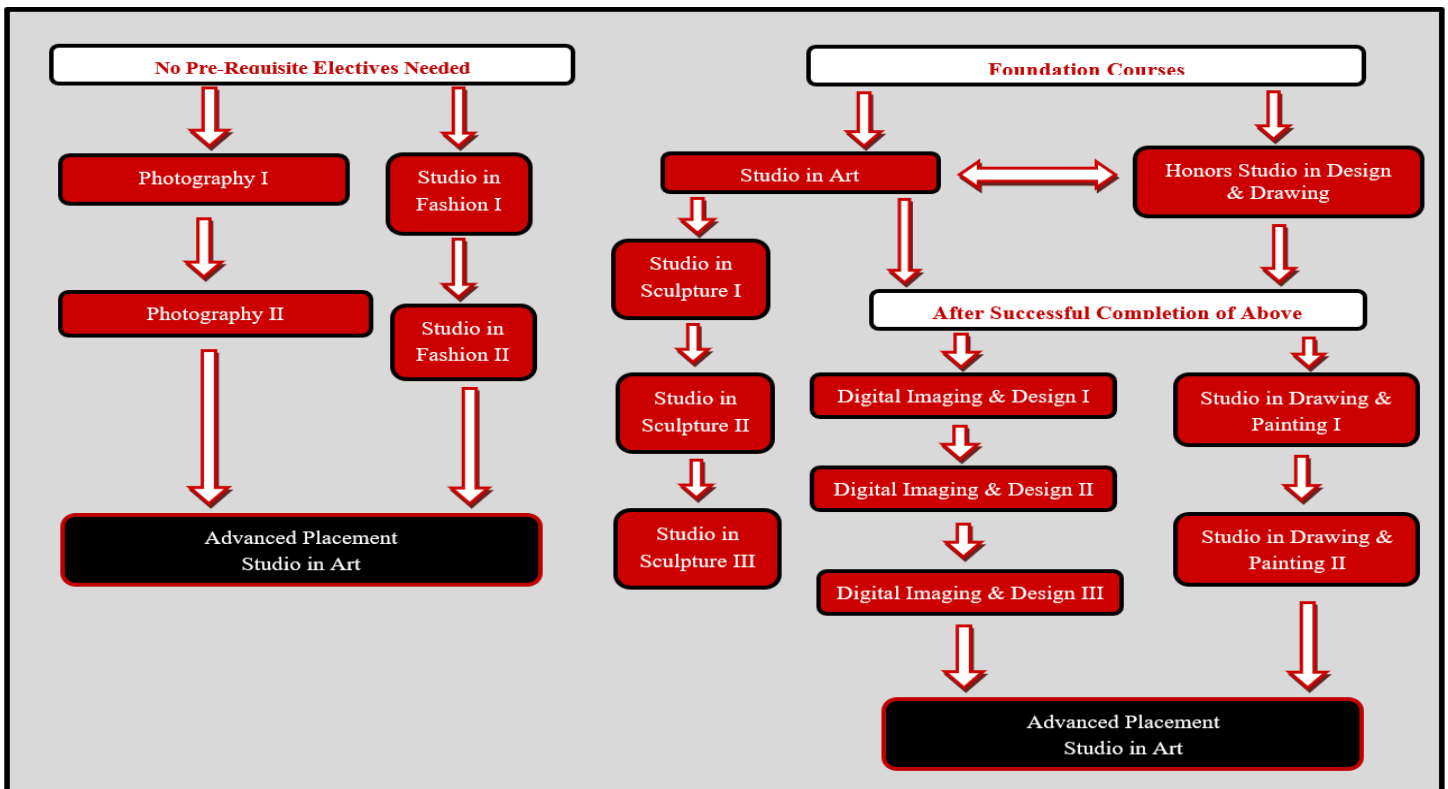 No Pre-Requisite Electives Needed
Photography I
Studio in
Fashion I
Photography II
Studio in
Fashion II
Advanced Placement
Studio in Art
Foundation Courses
Studio in Art
Honors Studio in Design
& Drawing
Studio in
Sculpture I
Studio in
Sculpture II
Studio in
Sculpture III
After Successful Completion of Above
Digital Imaging & Design I
Digital Imaging & Design II
Digital Imaging & Design III
Studio in Drawing &
Painting I
Studio in Drawing &
Painting II
Advanced Placement
Studio in Art